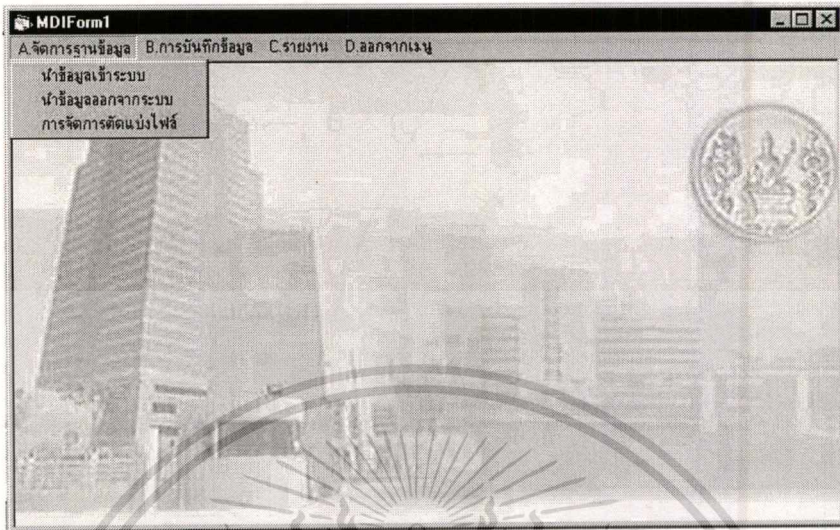 MDIForm1
A.จัดการฐานข้อมูล B.การบันทึกข้อมูล C.รายงาน D.ออกจากเมนู
นำข้อมูลเข้าระบบ
นำข้อมูลออกจากระบบ
การจัดการตัดแบ่งไฟล์